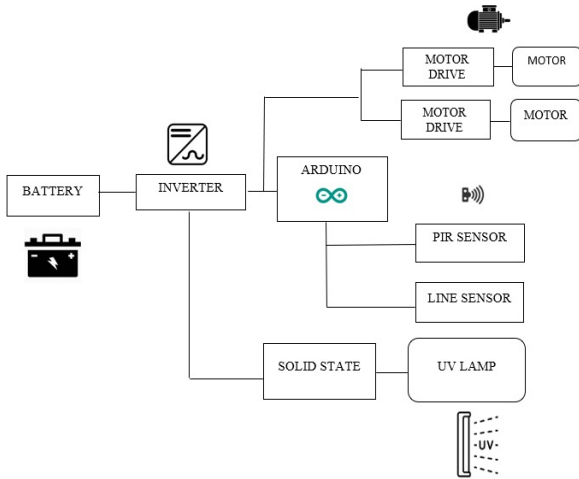 MOTOR
DRIVE
MOTOR
MOTOR
DRIVE
MOTOR
ARDUINO
BATTERY
INVERTER
PIR SENSOR
LINE SENSOR
SOLID STATE
UV LAMP
UV